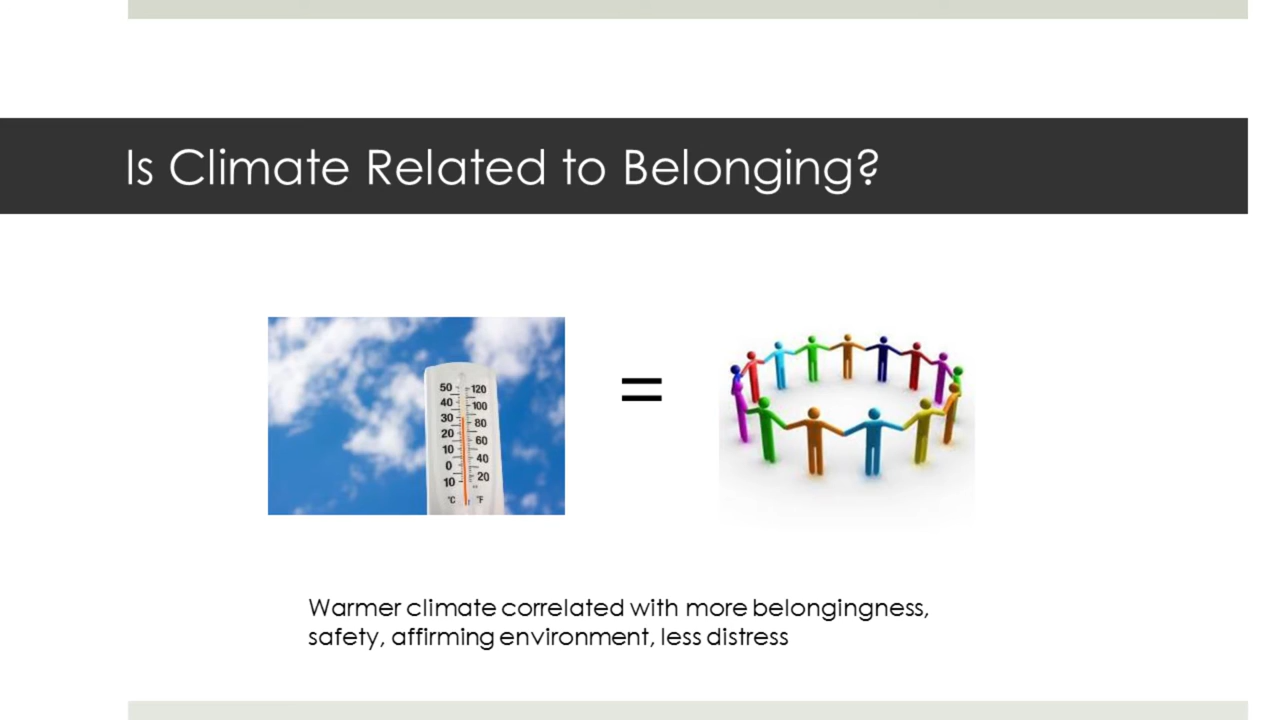 Is Climate Related to Belonging?
50 120
40 100
30 80
20 60
10 40
0 20
10
°C °F
=
Warmer climate correlated with more belongingness,
safety, affirming environment, less distress